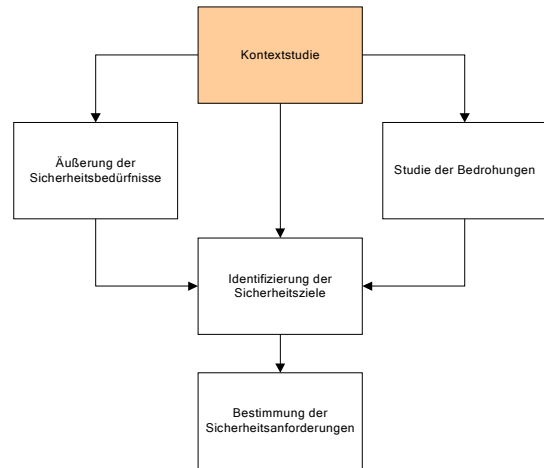 Kontextstudie
Äußerung der
Sicherheitsbedürfnisse
Studie der Bedrohungen
Identifizierung der
Sicherheitsziele
Bestimmung der
Sicherheitsanforderungen